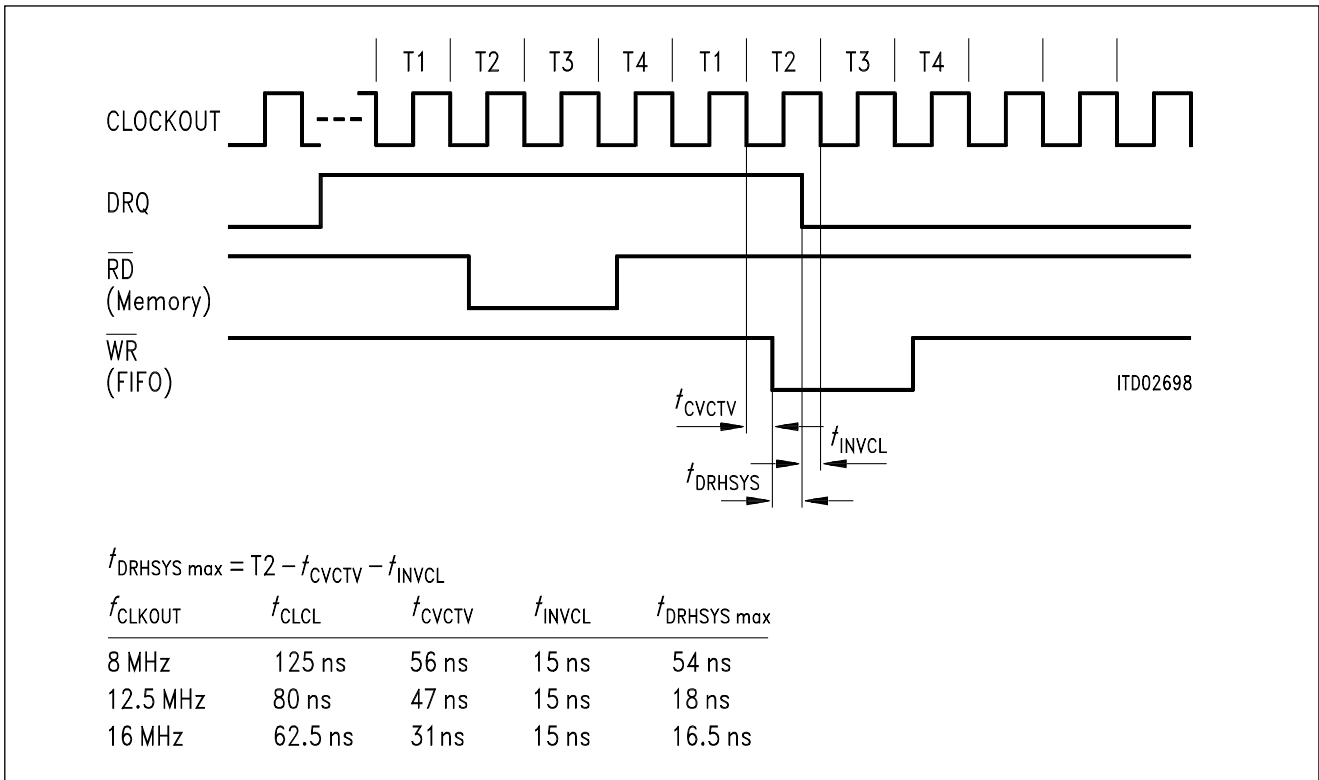 T1 T2 T3 T4 T1 T2 T3 T4
CLOCKOUT
DRQ
RD
(Memory)
WR
(FIFO)
ITD02698
tCVCTV
tINVCL
tDRHSYS
tDRHSYS max = T2 – tCVCTV – tINVCL
fCLKOUT tCLCL tCVCTV tINVCL tDRHSYS max
8 MHz 125 ns 56 ns 15 ns 54 ns
12.5 MHz 80 ns 47 ns 15 ns 18 ns
16 MHz 62.5 ns 31ns 15 ns 16.5 ns